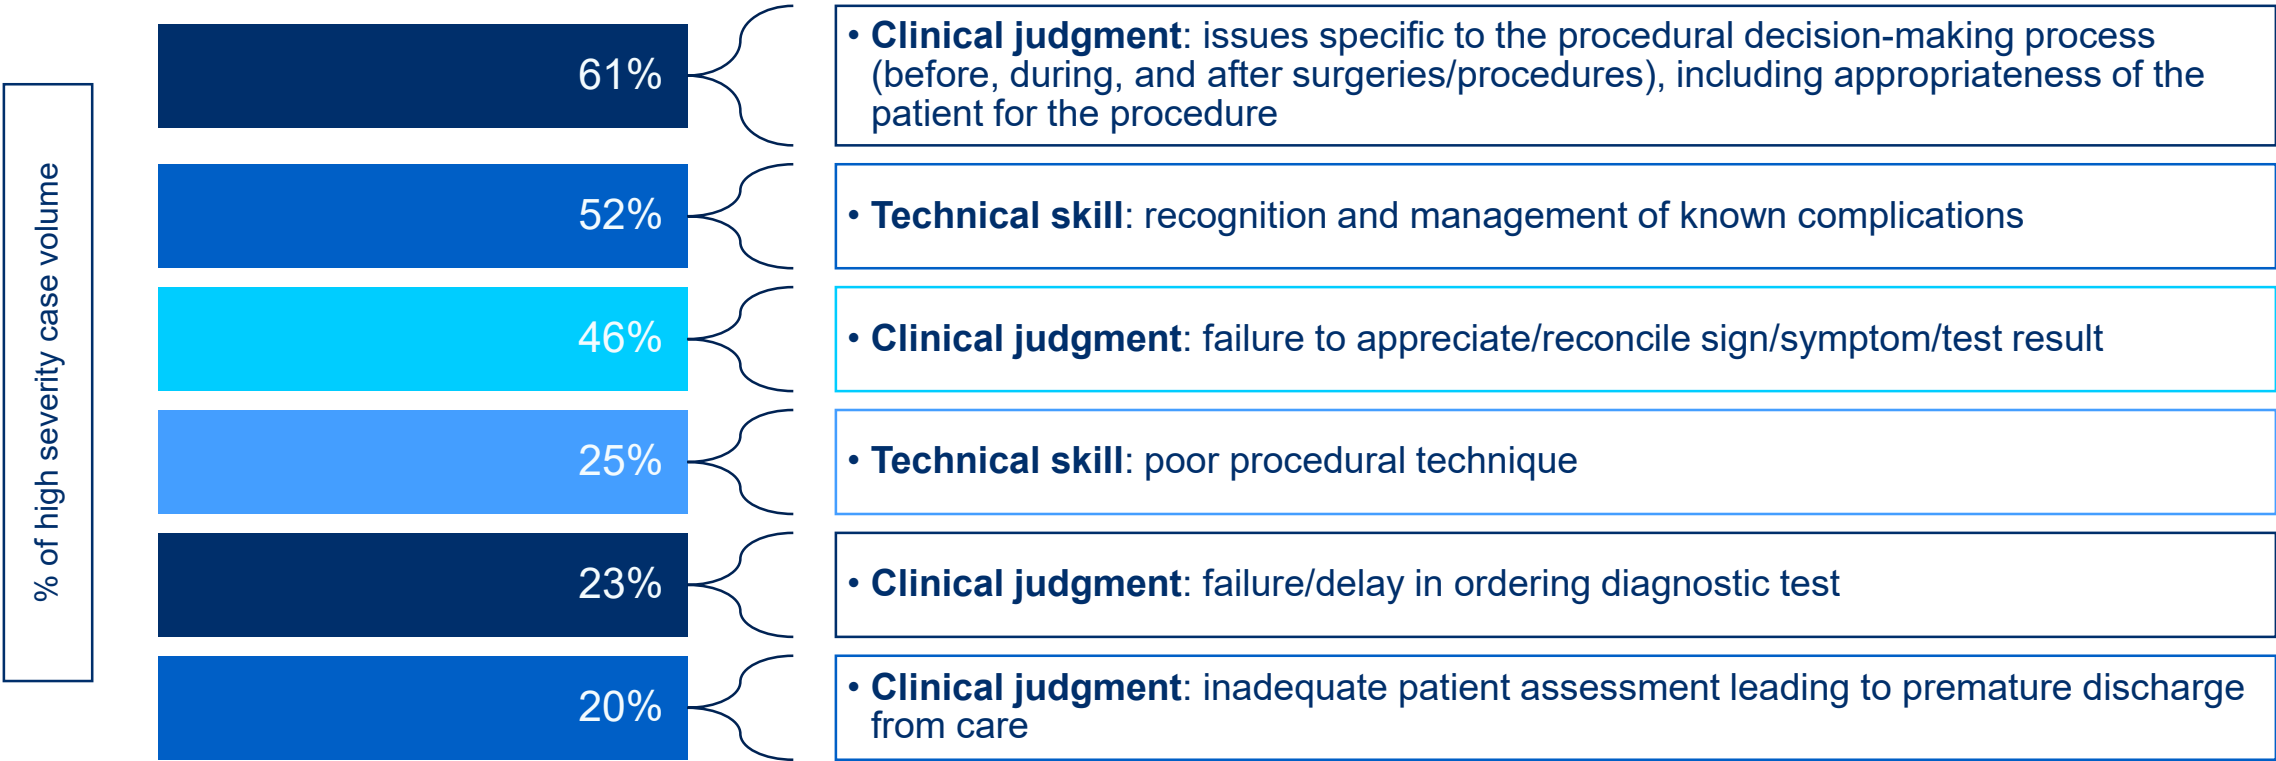 % of high severity case volume
61%
• Clinical judgment: issues specific to the procedural decision-making process
(before, during, and after surgeries/procedures), including appropriateness of the
patient for the procedure
52%
• Technical skill: recognition and management of known complications
46%
• Clinical judgment: failure to appreciate/reconcile sign/symptom/test result
25%
• Technical skill: poor procedural technique
23%
• Clinical judgment: failure/delay in ordering diagnostic test
20%
• Clinical judgment: inadequate patient assessment leading to premature discharge
from care